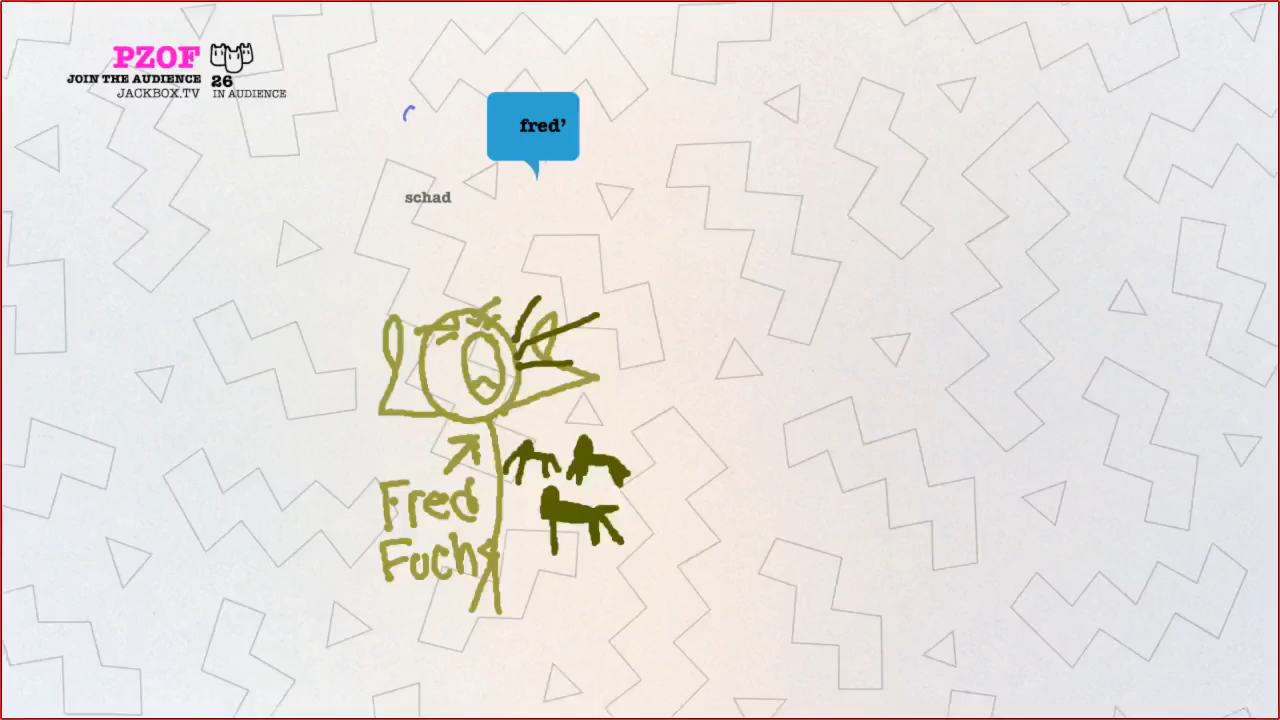 PZOF
JOIN THE AUDIENCE
JACKBOX.TV
26
IN AUDIENCE
fred’
schad
Fred
Fuchs